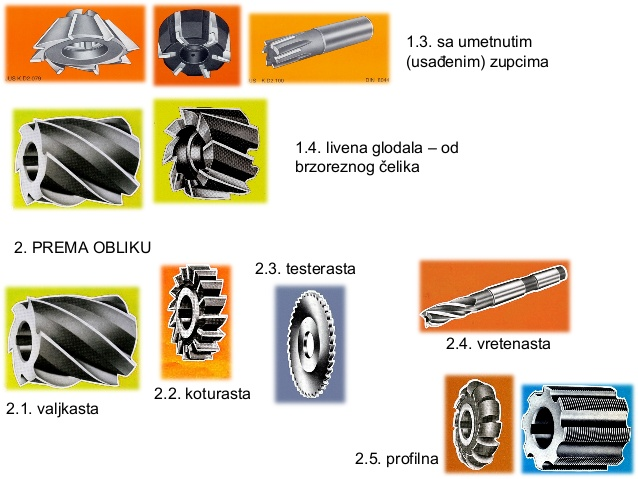 1.3. sa umetnutim
(usađenim) zupcima
1.4. livena glodala – od
brzoreznog čelika
2. PREMA OBLIKU
2.3. testerasta
2.4. vretenasta
2.2. koturasta
2.1. valjkasta
2.5. profilna